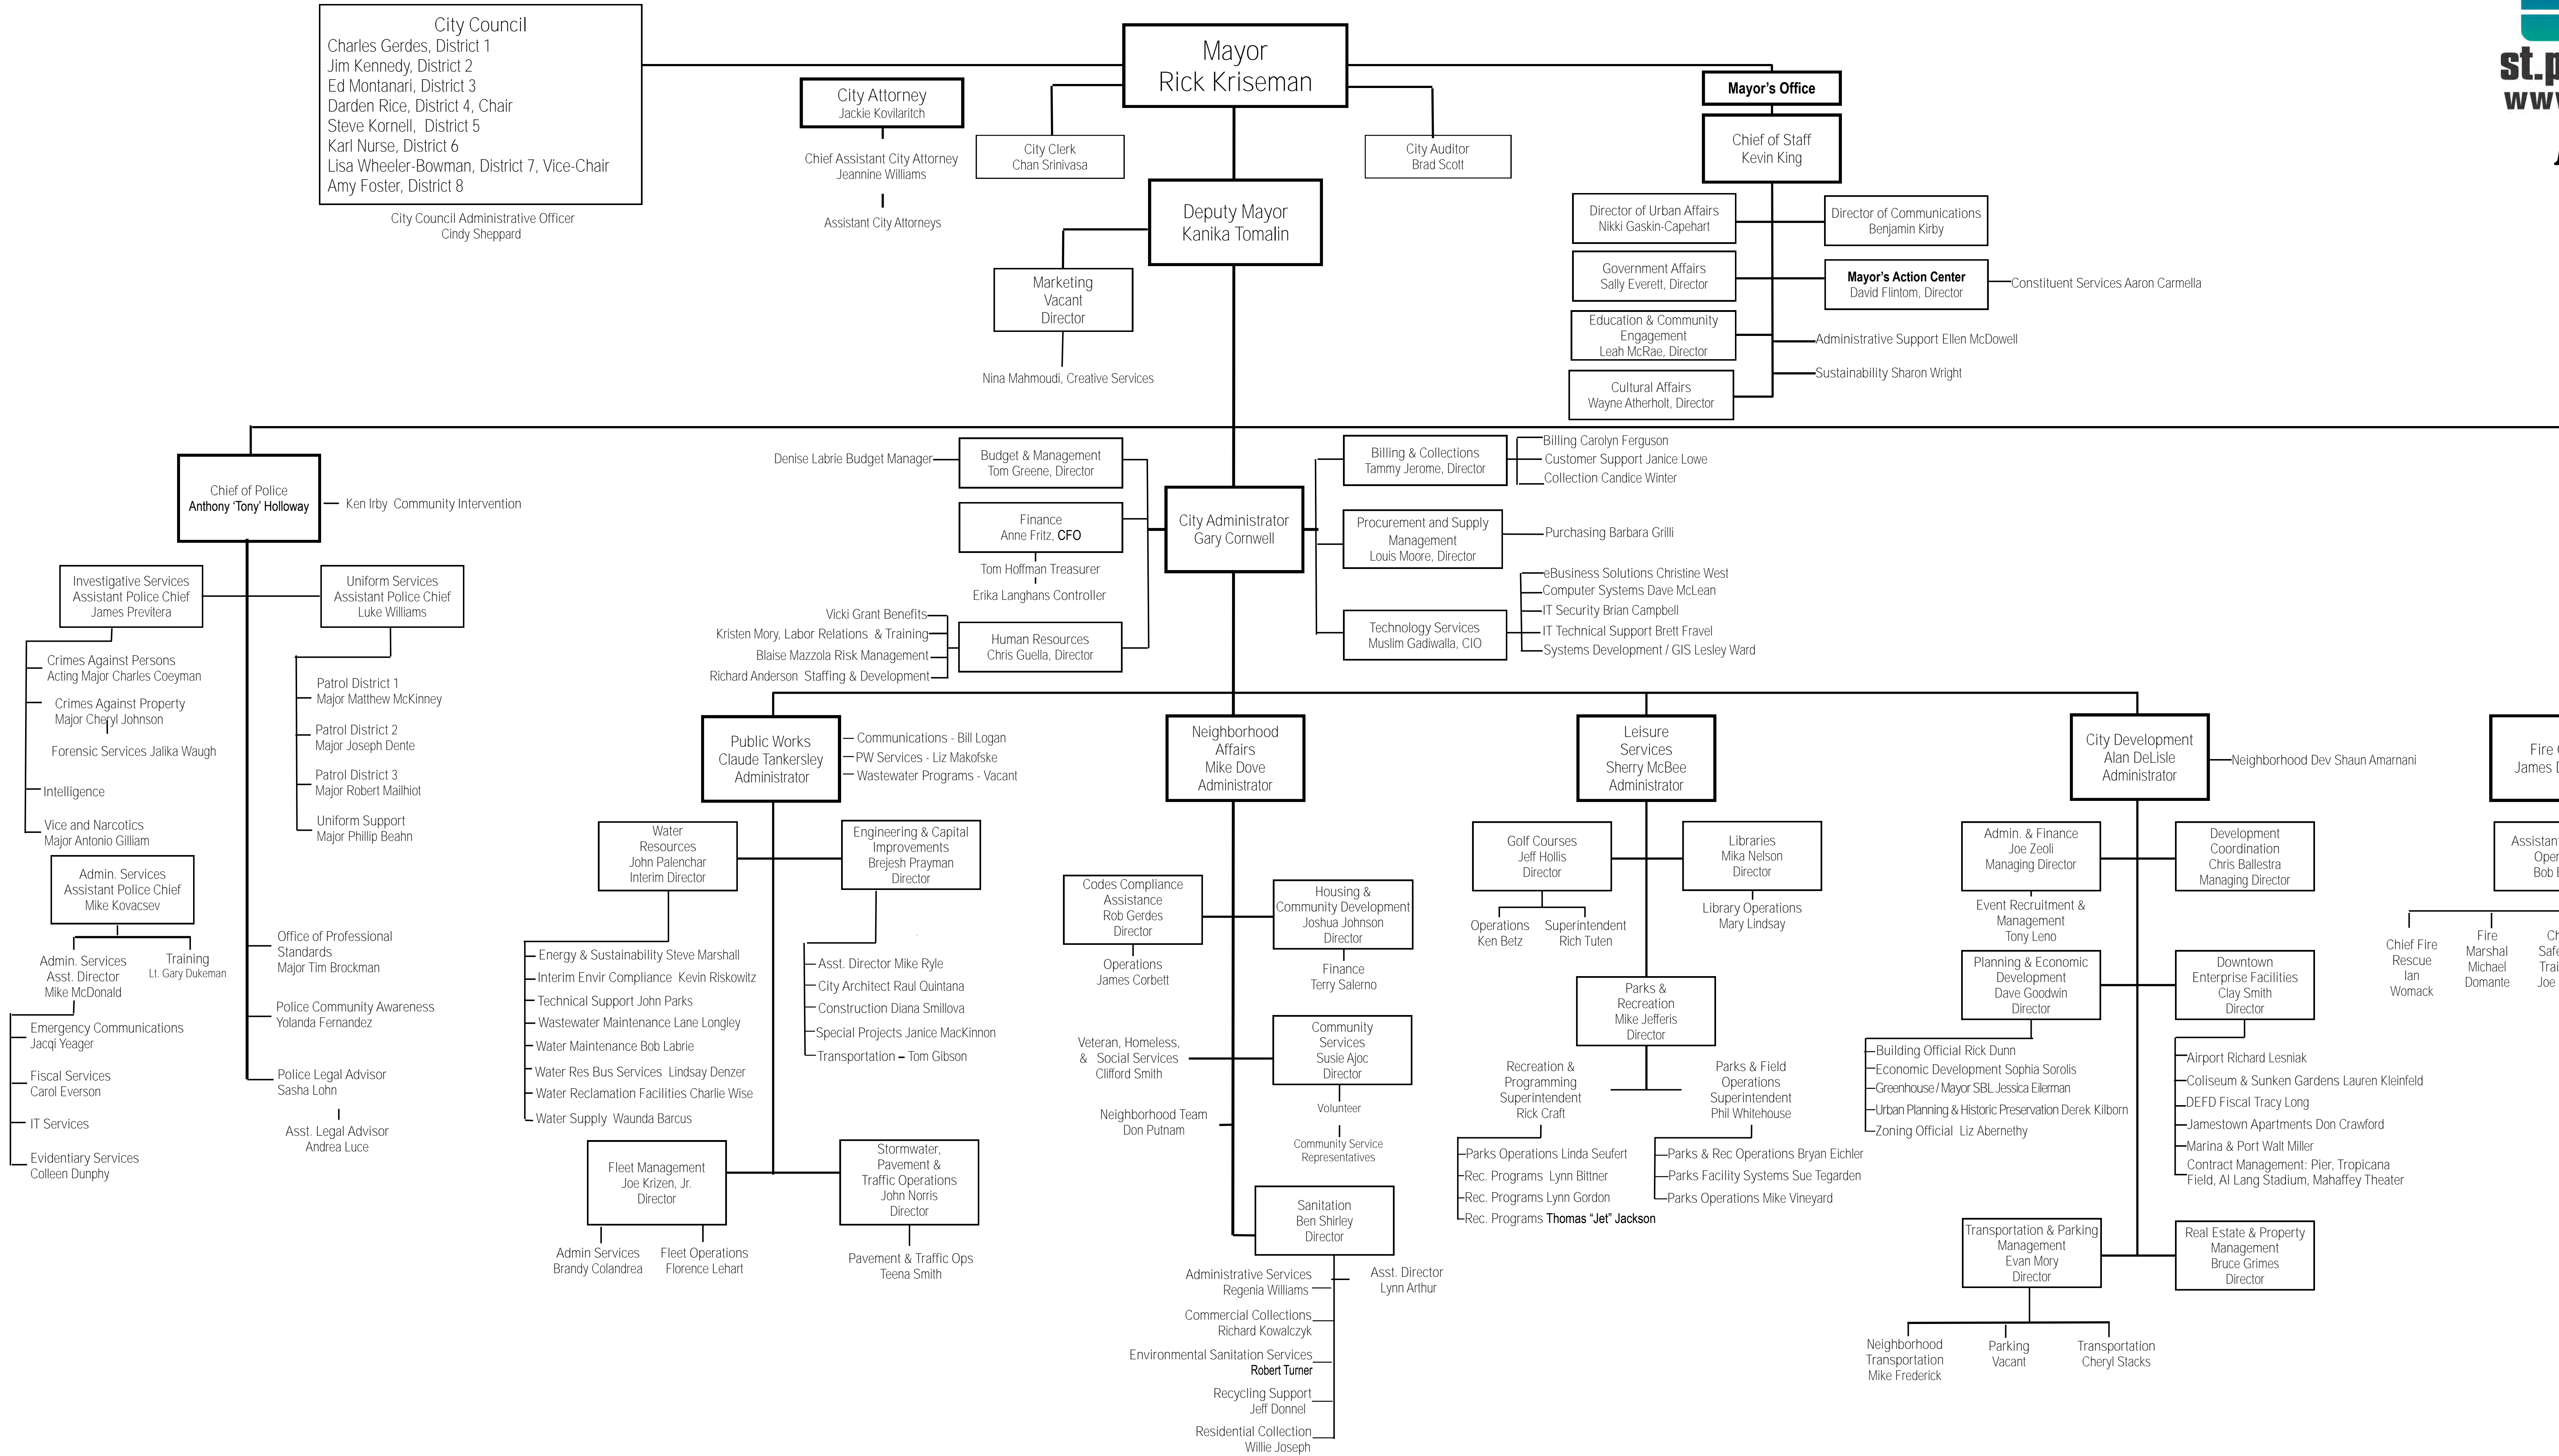 City Council
Charles Gerdes, District 1
Jim Kennedy, District 2
Ed Montanari, District 3
Darden Rice, District 4, Chair
Steve Kornell, District 5
Karl Nurse, District 6
Lisa Wheeler-Bowman, District 7, Vice-Chair
Amy Foster, District 8
City Council Administrative Officer
Cindy Sheppard
City Attorney
Jackie Kovilaritch
Chief Assistant City Attorney
Jeannine Williams
Assistant City Attorneys
Mayor
Rick Kriseman
City Clerk
Chan Srinivasa
City Auditor
Brad Scott
Deputy Mayor
Kanika Tomalin
Marketing
Vacant
Director
Nina Mahmoudi, Creative Services
Mayor's Office
Chief of Staff
Kevin King
Director of Urban Affairs
Nikki Gaskin-Capehart
Director of Communications
Benjamin Kirby
Government Affairs
Sally Everett, Director
Mayor's Action Center
David Flintom, Director
Constituent Services Aaron Carmella
Education & Community
Engagement
Leah McRae, Director
Administrative Support Ellen McDowell
Sustainability Sharon Wright
Cultural Affairs
Wayne Atherholt, Director
st.p
www
Chief of Police
Anthony 'Tony' Holloway
Ken Irby Community Intervention
Investigative Services
Assistant Police Chief
James Previtera
Uniform Services
Assistant Police Chief
Luke Williams
Crimes Against Persons
Acting Major Charles Coeyman
Crimes Against Property
Major Cheryl Johnson
Forensic Services Jalika Waugh
Intelligence
Vice and Narcotics
Major Antonio Gilliam
Patrol District 1
Major Matthew McKinney
Patrol District 2
Major Joseph Dente
Patrol District 3
Major Robert Mailhiot
Uniform Support
Major Phillip Beahn
Admin. Services
Assistant Police Chief
Mike Kovacsev
Admin. Services
Asst. Director
Mike McDonald
Training
Lt. Gary Dukeman
Emergency Communications
Jacqi Yeager
Fiscal Services
Carol Everson
IT Services
Evidentiary Services
Colleen Dunphy
Office of Professional
Standards
Major Tim Brockman
Police Community Awareness
Yolanda Fernandez
Police Legal Advisor
Sasha Lohn
Asst. Legal Advisor
Andrea Luce
Denise Labrie Budget Manager
Budget & Management
Tom Greene, Director
Finance
Anne Fritz, CFO
Tom Hoffman Treasurer
Erika Langhans Controller
Vicki Grant Benefits
Kristen Mory, Labor Relations & Training
Blaise Mazzola Risk Management
Richard Anderson Staffing & Development
Human Resources
Chris Guella, Director
City Administrator
Gary Cornwell
Billing & Collections
Tammy Jerome, Director
Billing Carolyn Ferguson
Customer Support Janice Lowe
Collection Candice Winter
Procurement and Supply
Management
Louis Moore, Director
Purchasing Barbara Grilli
Technology Services
Muslim Gadiwalla, CIO
eBusiness Solutions Christine West
Computer Systems Dave McLean
IT Security Brian Campbell
IT Technical Support Brett Fravel
Systems Development / GIS Lesley Ward
Public Works
Claude Tankersley
Administrator
Communications - Bill Logan
PW Services - Liz Makofske
Wastewater Programs - Vacant
Water
Resources
John Palenchar
Interim Director
Engineering & Capital
Improvements
Brejesh Prayman
Director
Energy & Sustainability Steve Marshall
Interim Envir Compliance Kevin Riskowitz
Technical Support John Parks
Wastewater Maintenance Lane Longley
Water Maintenance Bob Labrie
Water Res Bus Services Lindsay Denzer
Water Reclamation Facilities Charlie Wise
Water Supply Waunda Barcus
Asst. Director Mike Ryle
City Architect Raul Quintana
Construction Diana Smillova
Special Projects Janice MacKinnon
Transportation – Tom Gibson
Fleet Management
Joe Krizen, Jr.
Director
Admin Services
Brandy Colandrea
Fleet Operations
Florence Lehart
Stormwater,
Pavement &
Traffic Operations
John Norris
Director
Pavement & Traffic Ops
Teena Smith
Neighborhood
Affairs
Mike Dove
Administrator
Codes Compliance
Assistance
Rob Gerdes
Director
Operations
James Corbett
Housing &
Community Development
Joshua Johnson
Director
Finance
Terry Salerno
Veteran, Homeless,
& Social Services
Clifford Smith
Community
Services
Susie Ajoc
Director
Volunteer
Community Service
Representatives
Neighborhood Team
Don Putnam
Sanitation
Ben Shirley
Director
Administrative Services
Regenia Williams
Asst. Director
Lynn Arthur
Commercial Collections
Richard Kowalczyk
Environmental Sanitation Services
Robert Turner
Recycling Support
Jeff Donnel
Residential Collection
Willie Joseph
Leisure
Services
Sherry McBee
Administrator
Golf Courses
Jeff Hollis
Director
Operations
Ken Betz
Superintendent
Rich Tuten
Libraries
Mika Nelson
Director
Library Operations
Mary Lindsay
Parks &
Recreation
Mike Jefferis
Director
Recreation &
Programming
Superintendent
Rick Craft
Parks & Field
Operations
Superintendent
Phil Whitehouse
Parks Operations Linda Seufert
Rec. Programs Lynn Bittner
Rec. Programs Lynn Gordon
Rec. Programs Thomas "Jet" Jackson
Parks & Rec Operations Bryan Eichler
Parks Facility Systems Sue Tegarden
Parks Operations Mike Vineyard
City Development
Alan DeLisle
Administrator
Neighborhood Dev Shaun Amarnani
Admin. & Finance
Joe Zeoli
Managing Director
Event Recruitment &
Management
Tony Leno
Development
Coordination
Chris Ballestra
Managing Director
Planning & Economic
Development
Dave Goodwin
Director
Building Official Rick Dunn
Economic Development Sophia Sorolis
Greenhouse / Mayor SBL Jessica Eilerman
Urban Planning & Historic Preservation Derek Kilborn
Zoning Official Liz Abernethy
Downtown
Enterprise Facilities
Clay Smith
Director
Airport Richard Lesniak
Coliseum & Sunken Gardens Lauren Kleinfeld
DEFD Fiscal Tracy Long
Jamestown Apartments Don Crawford
Marina & Port Walt Miller
Contract Management: Pier, Tropicana
Field, Al Lang Stadium, Mahaffey Theater
Transportation & Parking
Management
Evan Mory
Director
Neighborhood
Transportation
Mike Frederick
Parking
Vacant
Transportation
Cheryl Stacks
Real Estate & Property
Management
Bruce Grimes
Director
Fire
James
Assistant
Oper
Bob
Chief Fire
Rescue
Ian
Womack
Fire
Marshal
Michael
Domante
Ch
Safe
Trai
Joe